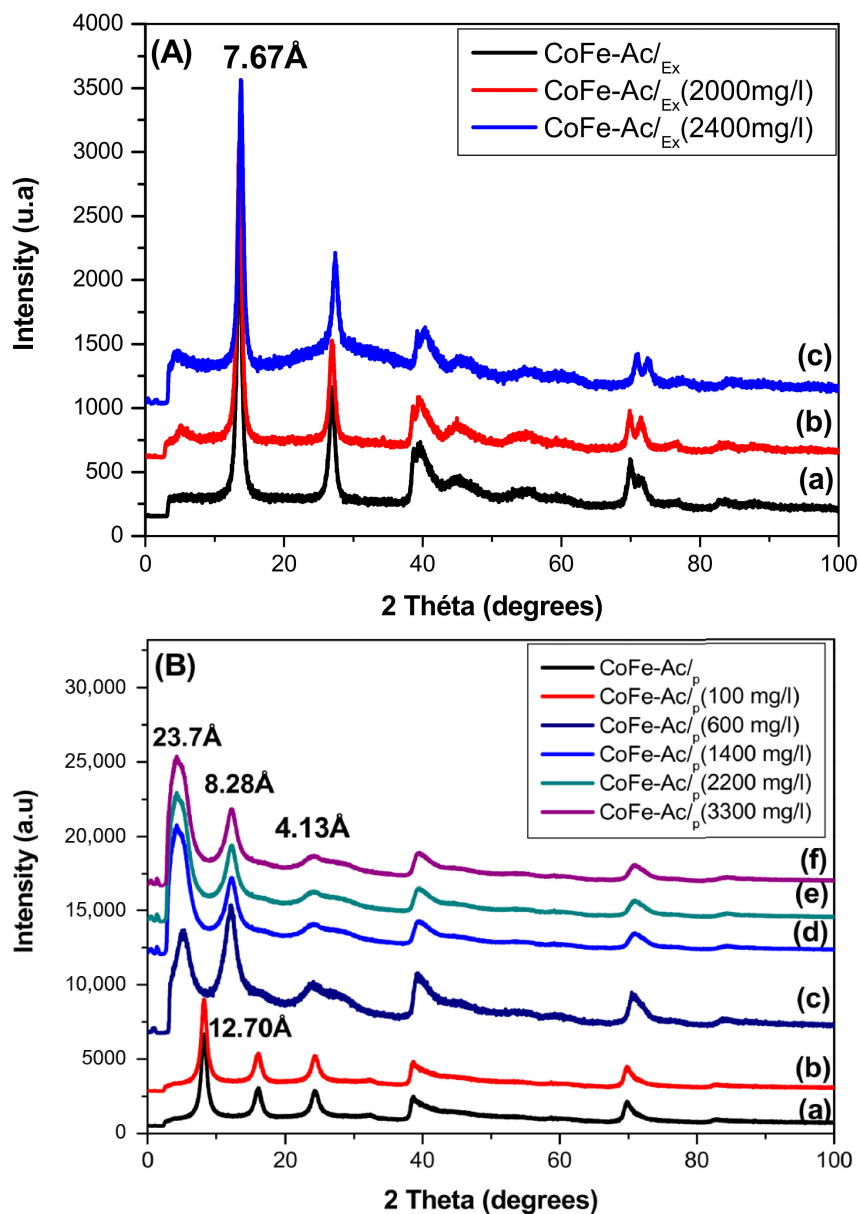 (A)
7.67Å
CoFe-Ac/Ex
CoFe-Ac/Ex(2000mg/l)
CoFe-Ac/Ex(2400mg/l)
4000
3500
3000
2500
2000
1500
1000
500
0
Intensity (u.a)
(c)
(b)
(a)
0 20 40 60 80 100
2 Théta (degrees)
(B)
23.7Å
8.28Å
4.13Å
12.70Å
CoFe-Ac/p
CoFe-Ac/p(100 mg/l)
CoFe-Ac/p(600 mg/l)
CoFe-Ac/p(1400 mg/l)
CoFe-Ac/p(2200 mg/l)
CoFe-Ac/p(3300 mg/l)
30,000
25,000
20,000
15,000
10,000
5000
0
Intensity (a.u)
(f)
(e)
(d)
(c)
(b)
(a)
0 20 40 60 80 100
2 Theta (degrees)